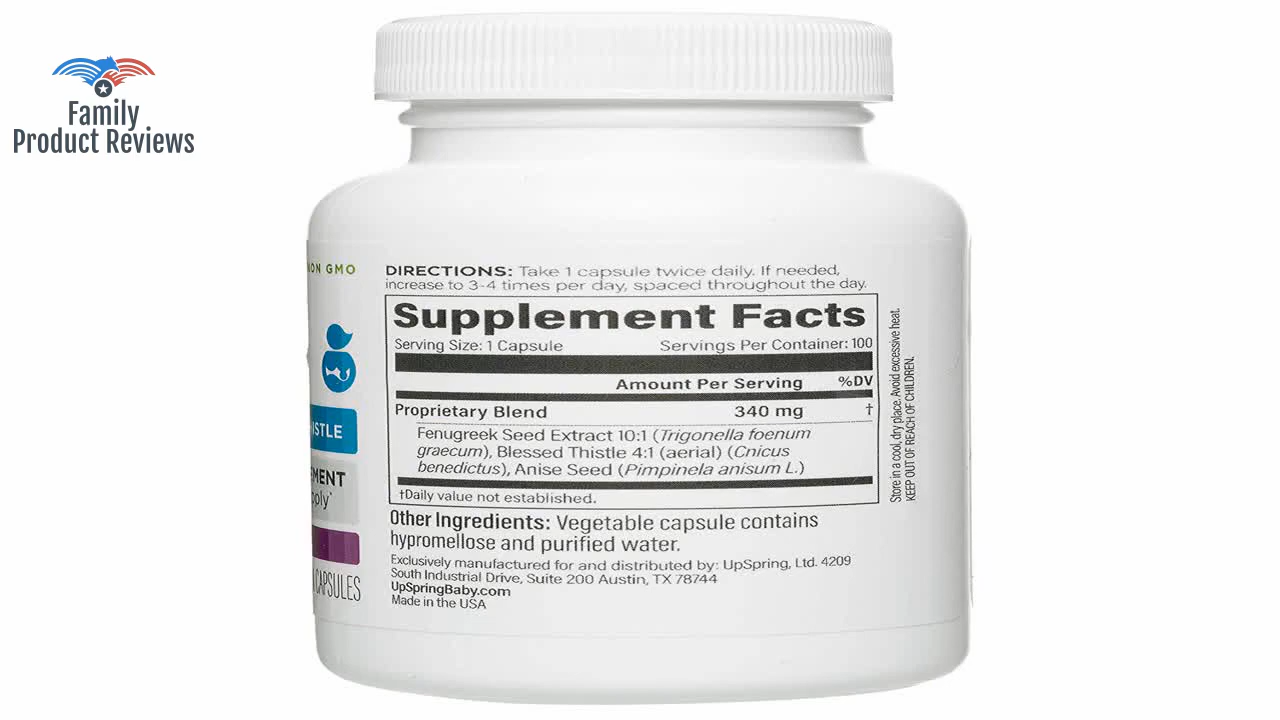 Family
Product Reviews
NON GMO
DIRECTIONS: Take 1 capsule twice daily. If needed,
increase to 3-4 times per day, spaced throughout the day.
Supplement Facts
Serving Size: 1 Capsule Servings Per Container: 100
Amount Per Serving %DV
Proprietary Blend 340 mg †
Fenugreek Seed Extract 10:1 (Trigonella foenum
graecum), Blessed Thistle 4:1 (aerial) (Cnicus
benedictus), Anise Seed (Pimpinela anisum L.)
†Daily value not established.
Other Ingredients: Vegetable capsule contains
hypromellose and purified water.
Exclusively manufactured for and distributed by: UpSpring, Ltd. 4209
South Industrial Drive, Suite 200 Austin, TX 78744
UpSpringBaby.com
Made in the USA
Store in a cool, dry place. Avoid excessive heat.
KEEP OUT OF REACH OF CHILDREN.
CAPSULES